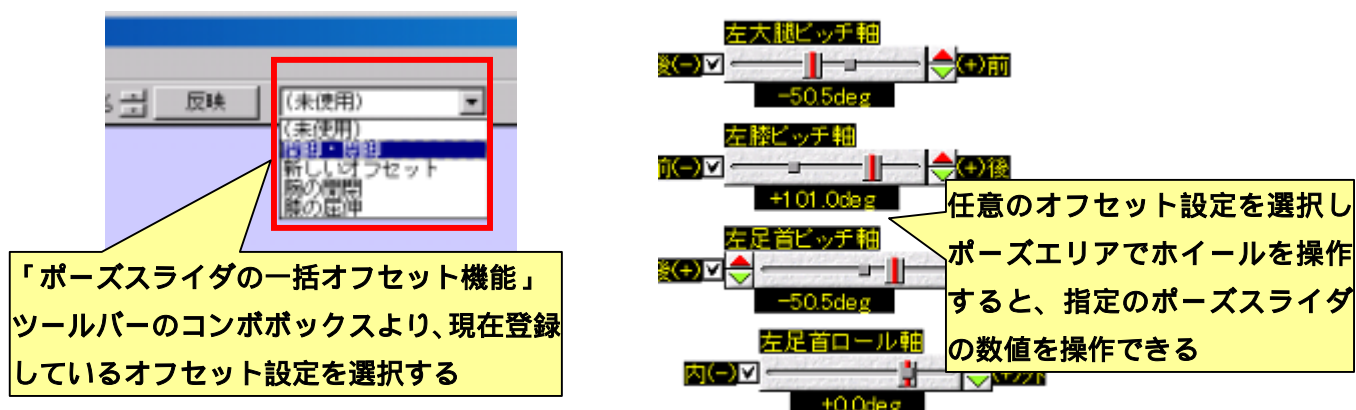 反映
(未使用)
(未使用)
新しいオフセット
腕の開閉
膝の屈伸
「ポーズスライダの一括オフセット機能」
ツールバーのコンボボックスより、現在登録
しているオフセット設定を選択する
左大腿ピッチ軸
後(-)
(+)前
-50.5deg
左膝ピッチ軸
前(-)
(+)後
+101.0deg
左足首ピッチ軸
後(+)
-50.5deg
左足首ロール軸
内(-)
+0.0deg
任意のオフセット設定を選択し
ポーズエリアでホイールを操作
すると、指定のポーズスライダ
の数値を操作できる